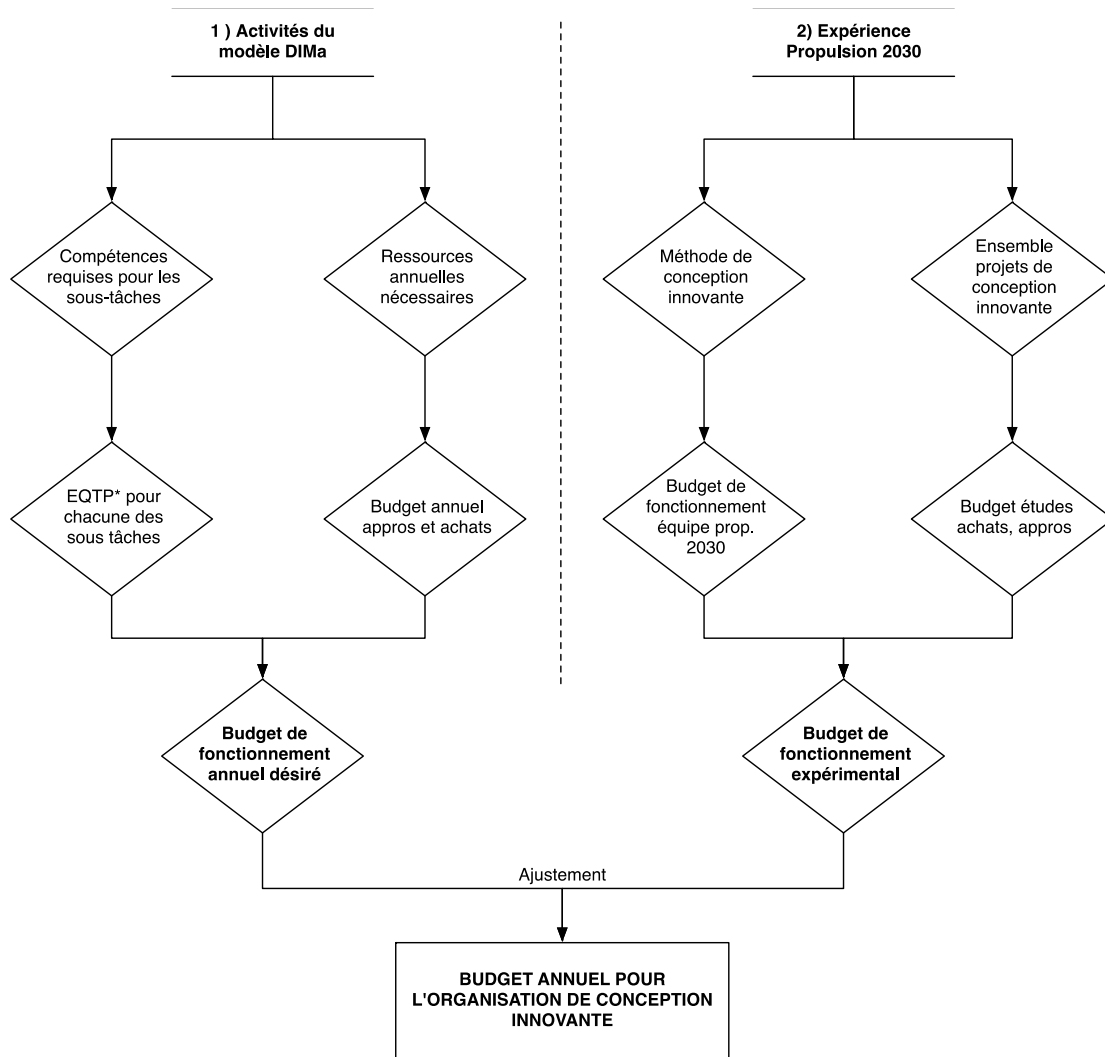 1 ) Activités du
modèle DIMa
2) Expérience
Propulsion 2030
Compétences
requises pour les
sous-tâches
Ressources
annuelles
nécessaires
Méthode de
conception
innovante
Ensemble
projets de
conception
innovante
EQTP* pour
chacune des
sous tâches
Budget annuel
appros et achats
Budget de
fonctionnement
équipe prop.
2030
Budget études
achats, appros
Budget de
fonctionnement
annuel désiré
Budget de
fonctionnement
expérimental
Ajustement
BUDGET ANNUEL POUR
L'ORGANISATION DE CONCEPTION
INNOVANTE